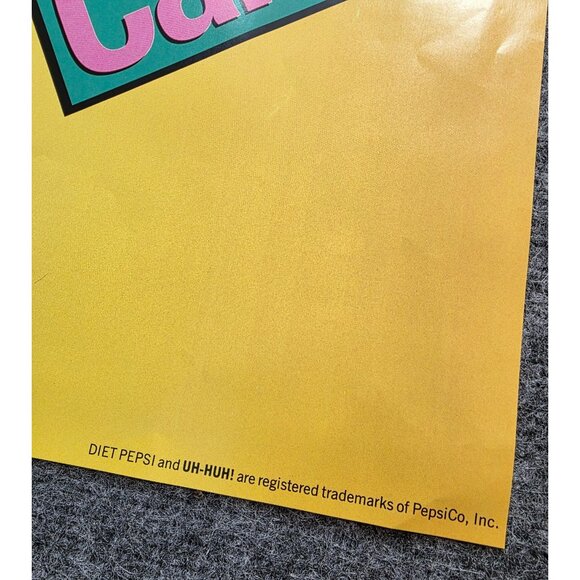 DIET PEPSI and UH-HUH! are registered trademarks of PepsiCo, Inc.